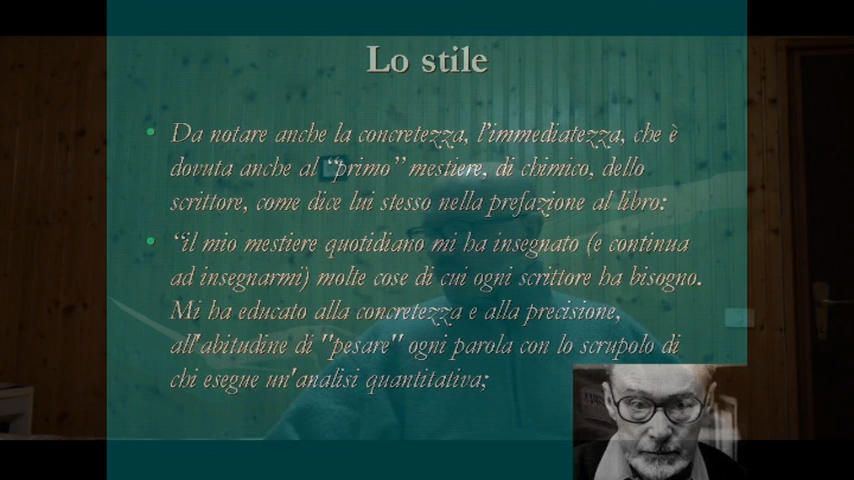 Lo stile
• Da notare anche la concretezza, l'immediatezza, che è
dovuta anche al “primo” mestiere, di chimico, dello
scrittore, come dice lui stesso nella prefazione al libro:
• “il mio mestiere quotidiano mi ha insegnato (e continua
ad insegnarmi) molte cose di cui ogni scrittore ha bisogno.
Mi ha educato alla concretezza e alla precisione,
all'abitudine di "pesare" ogni parola con lo scrupolo di
chi esegue un'analisi quantitativa;